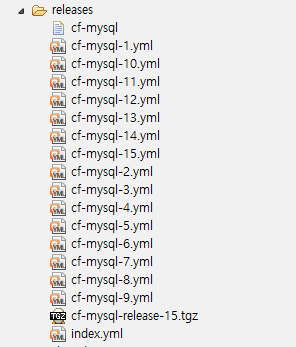 releases
cf-mysql
cf-mysql-1.yml
cf-mysql-10.yml
cf-mysql-11.yml
cf-mysql-12.yml
cf-mysql-13.yml
cf-mysql-14.yml
cf-mysql-15.yml
cf-mysql-2.yml
cf-mysql-3.yml
cf-mysql-4.yml
cf-mysql-5.yml
cf-mysql-6.yml
cf-mysql-7.yml
cf-mysql-8.yml
cf-mysql-9.yml
cf-mysql-release-15.tgz
index.yml